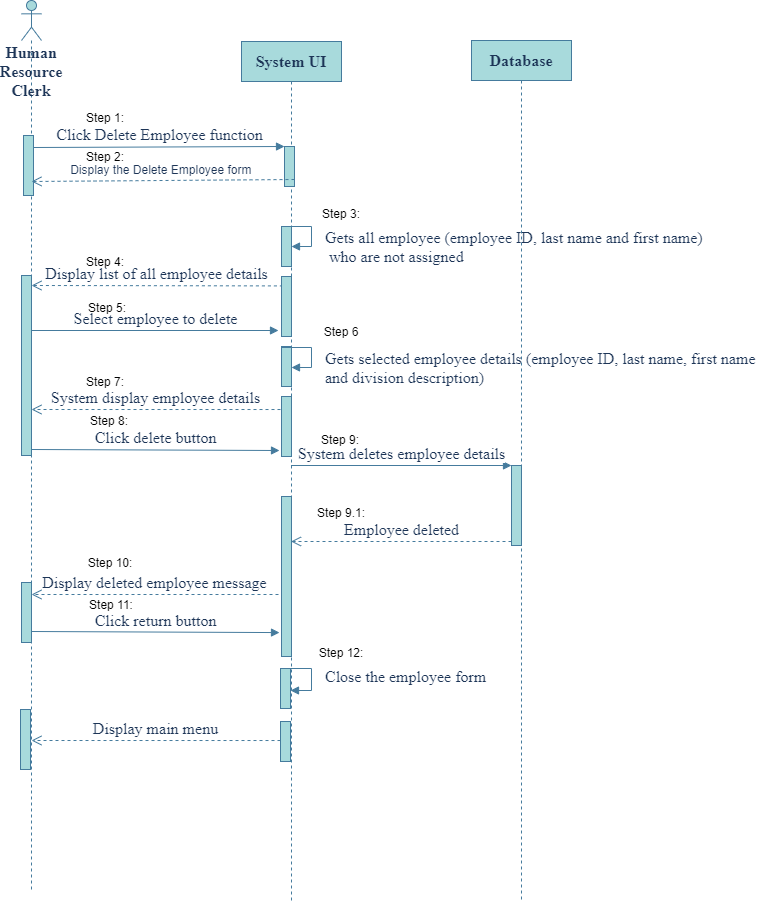 Human
Resource
Clerk
System UI
Database
Step 1:
Click Delete Employee function
Step 2:
Display the Delete Employee form
Step 3:
Gets all employee (employee ID, last name and first name)
who are not assigned
Step 4:
Display list of all employee details
Step 5:
Select employee to delete
Step 6
Gets selected employee details (employee ID, last name, first name
and division description)
Step 7:
System display employee details
Step 8:
Click delete button
Step 9:
System deletes employee details
Step 9.1:
Employee deleted
Step 10:
Display deleted employee message
Step 11:
Click return button
Step 12:
Close the employee form
Display main menu